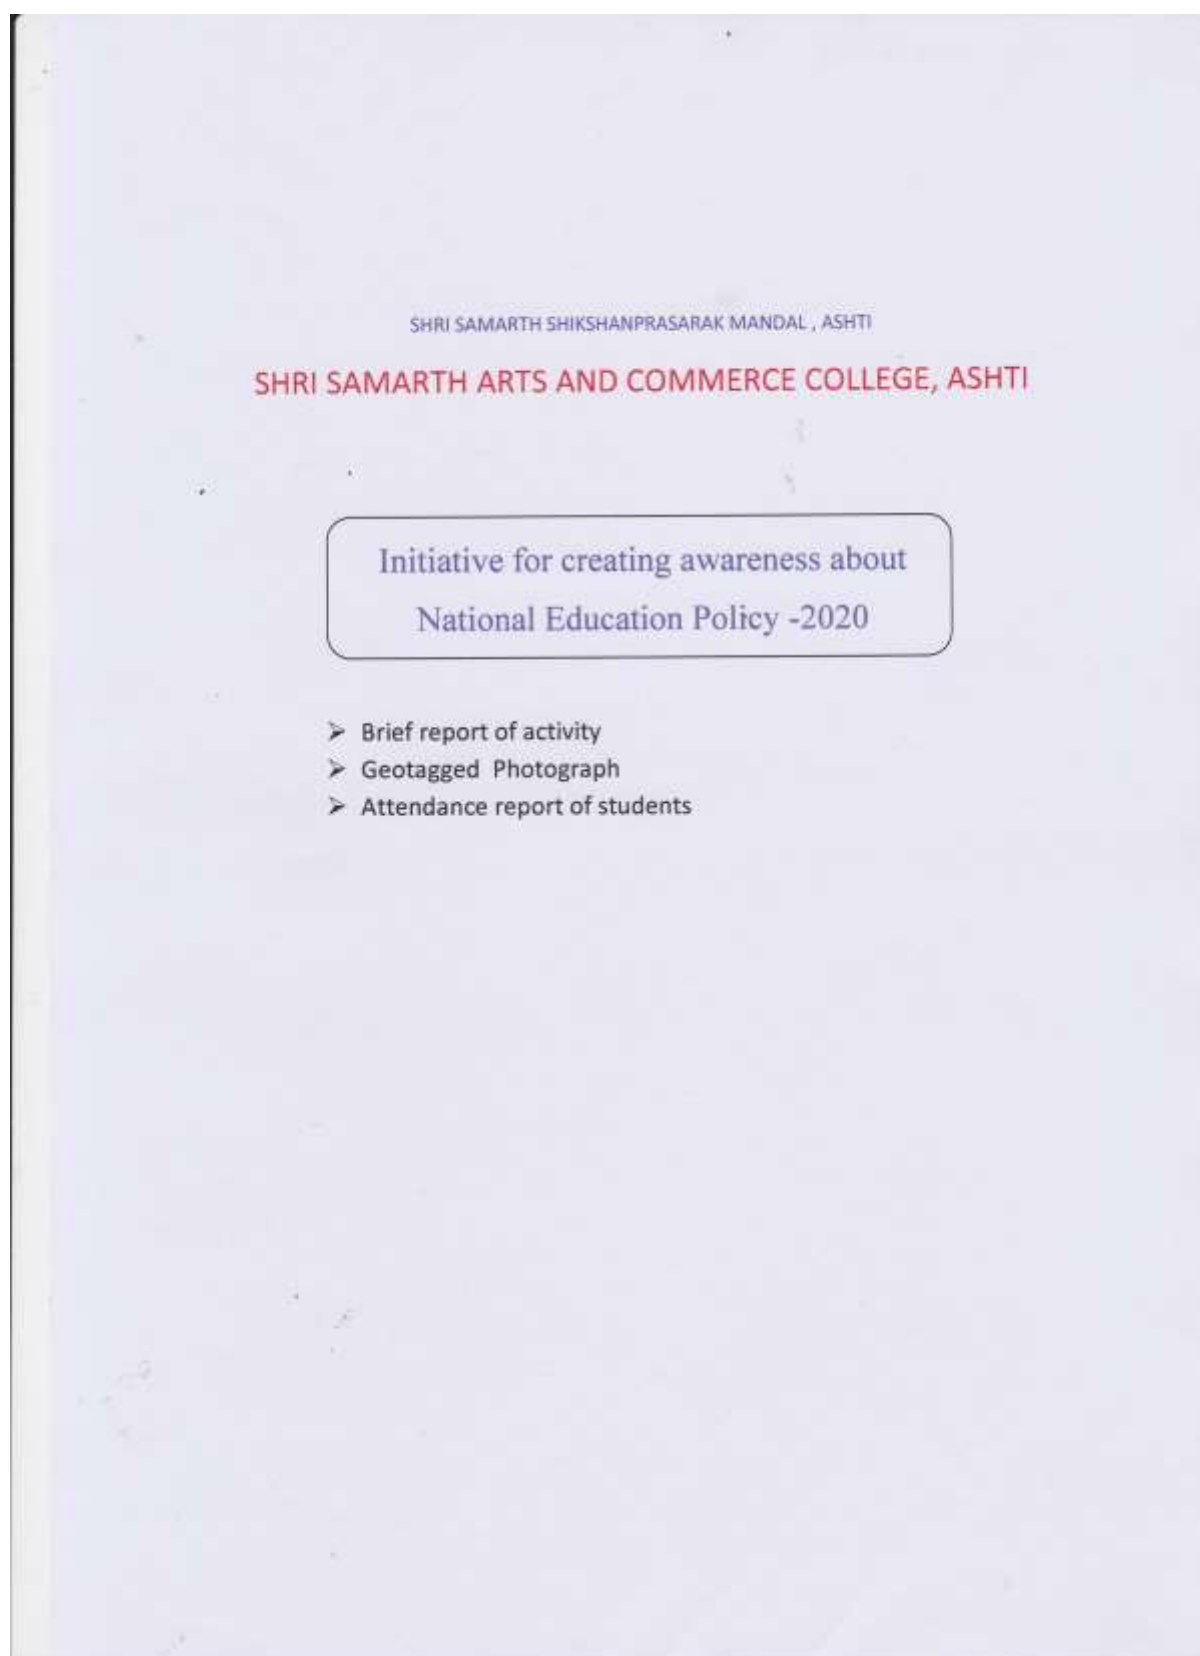 SHRI SAMARTH SHIKSHANPRASARAK MANDAL , ASHTI
SHRI SAMARTH ARTS AND COMMERCE COLLEGE, ASHTI
Initiative for creating awareness about
National Education Policy -2020
➢ Brief report of activity
➢ Geotagged Photograph
➢ Attendance report of students